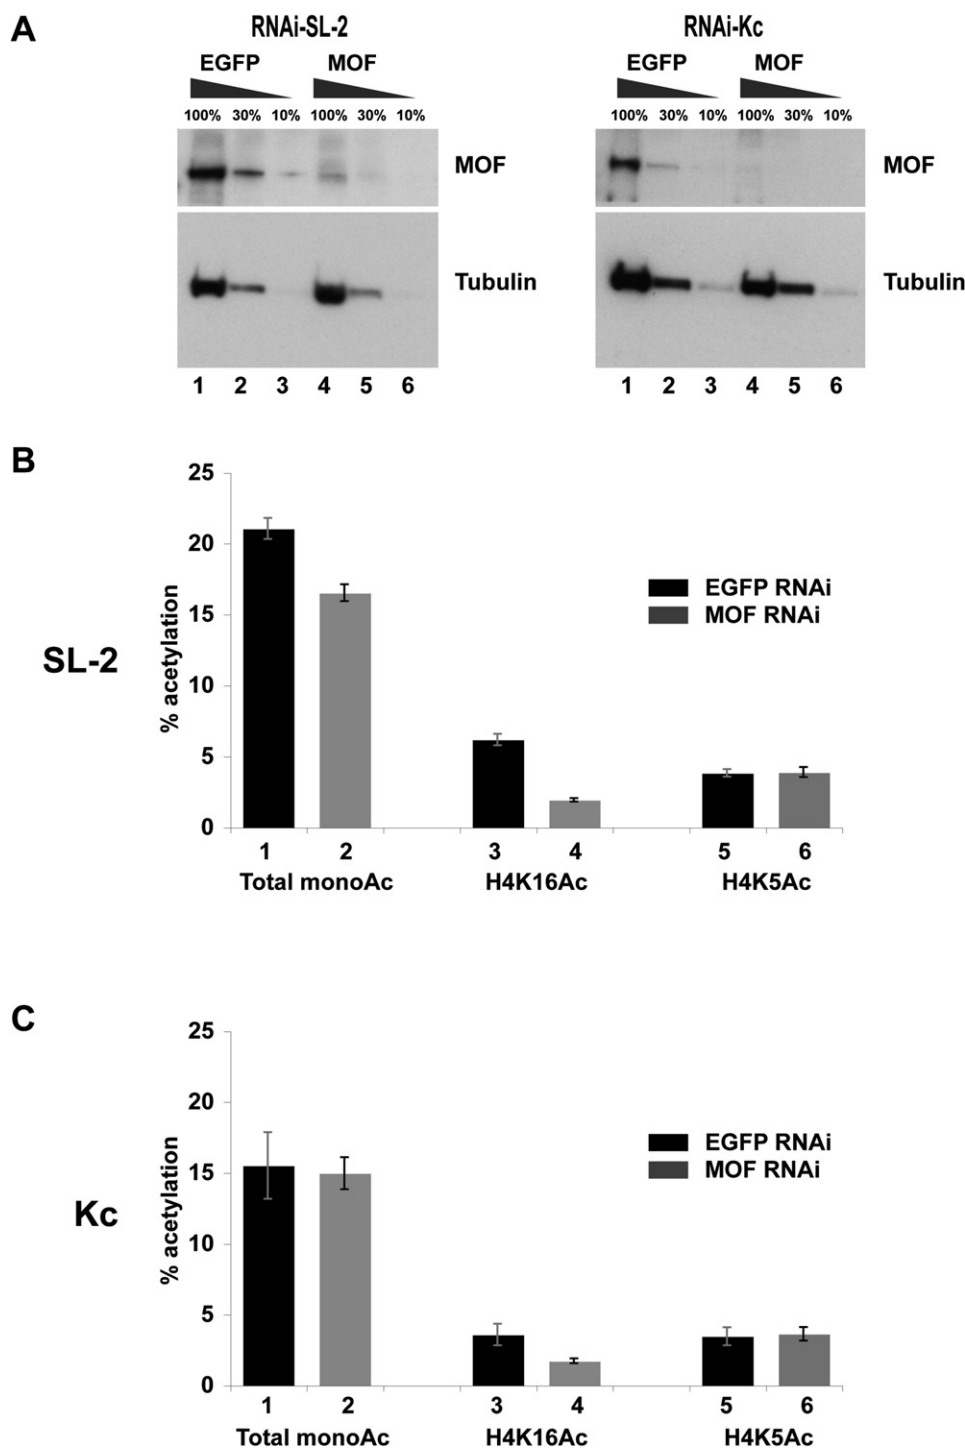 A
RNAi-SL-2
RNAi-Kc
EGFP MOF
EGFP MOF
100% 30% 10% 100% 30% 10%
100% 30% 10% 100% 30% 10%
MOF
MOF
Tubulin
Tubulin
1 2 3 4 5 6
1 2 3 4 5 6
B
SL-2
% acetylation
25
20
15
10
5
0
EGFP RNAi
MOF RNAi
1 2 3 4 5 6
Total monoAc H4K16Ac H4K5Ac
C
Kc
% acetylation
25
20
15
10
5
0
EGFP RNAi
MOF RNAi
1 2 3 4 5 6
Total monoAc H4K16Ac H4K5Ac